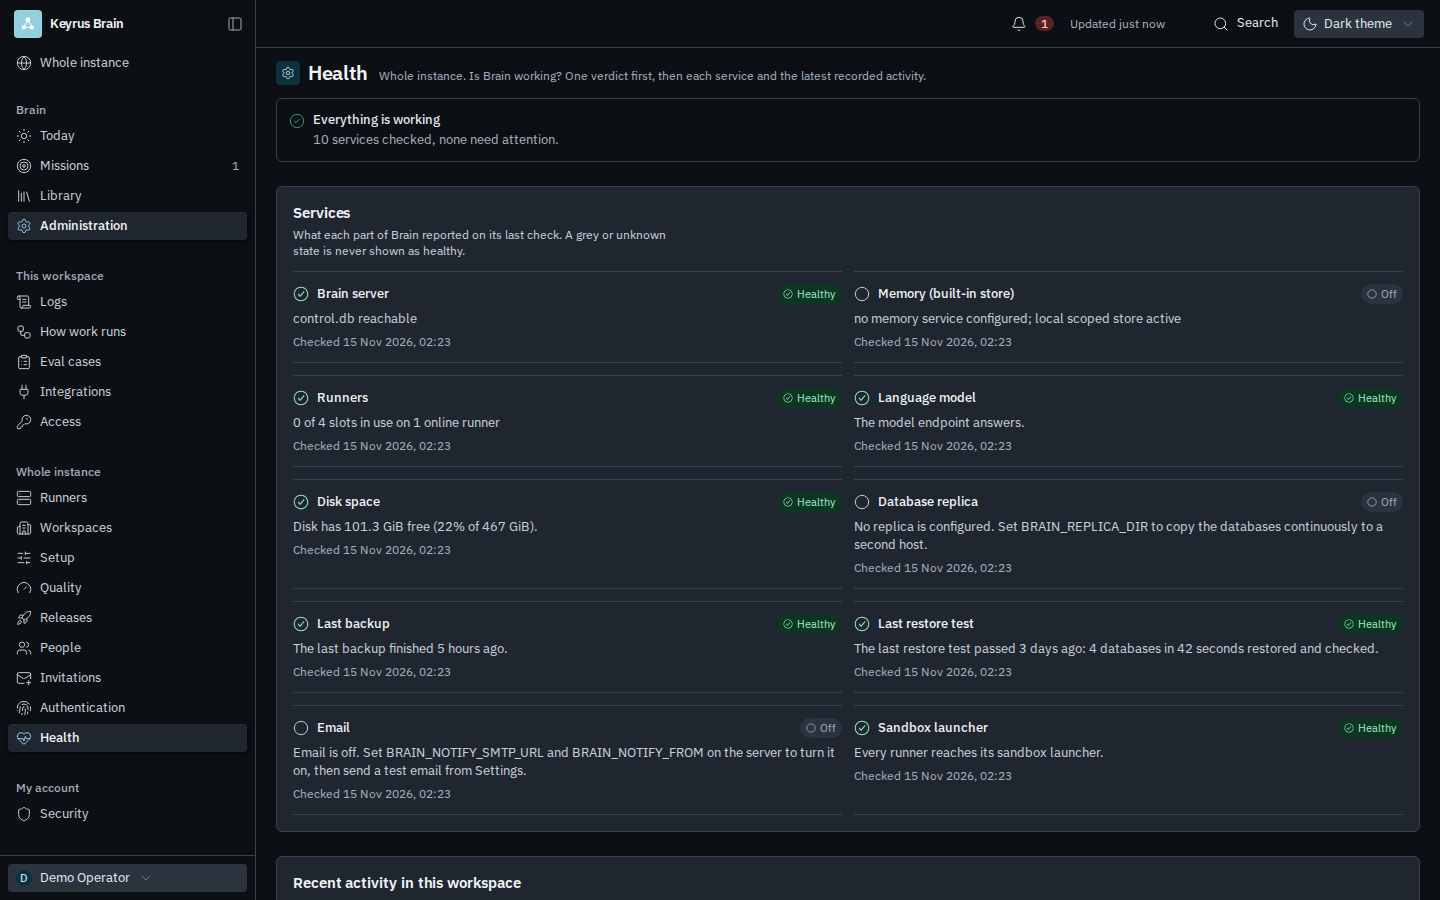 Keyrus Brain
Whole instance
Brain
Today
Missions 1
Library
Administration
This workspace
Logs
How work runs
Eval cases
Integrations
Access
Whole instance
Runners
Workspaces
Setup
Quality
Releases
People
Invitations
Authentication
Health
My account
Security
D Demo Operator
1 Updated just now Search Dark theme
Health Whole instance. Is Brain working? One verdict first, then each service and the latest recorded activity.
Everything is working
10 services checked, none need attention.
Services
What each part of Brain reported on its last check. A grey or unknown
state is never shown as healthy.
Brain server Healthy
control.db reachable
Checked 15 Nov 2026, 02:23
Memory (built-in store) Off
no memory service configured; local scoped store active
Checked 15 Nov 2026, 02:23
Runners Healthy
0 of 4 slots in use on 1 online runner
Checked 15 Nov 2026, 02:23
Language model Healthy
The model endpoint answers.
Checked 15 Nov 2026, 02:23
Disk space Healthy
Disk has 101.3 GiB free (22% of 467 GiB).
Checked 15 Nov 2026, 02:23
Database replica Off
No replica is configured. Set BRAIN_REPLICA_DIR to copy the databases continuously to a
second host.
Checked 15 Nov 2026, 02:23
Last backup Healthy
The last backup finished 5 hours ago.
Checked 15 Nov 2026, 02:23
Last restore test Healthy
The last restore test passed 3 days ago: 4 databases in 42 seconds restored and checked.
Checked 15 Nov 2026, 02:23
Email Off
Email is off. Set BRAIN_NOTIFY_SMTP_URL and BRAIN_NOTIFY_FROM on the server to turn it
on, then send a test email from Settings.
Checked 15 Nov 2026, 02:23
Sandbox launcher Healthy
Every runner reaches its sandbox launcher.
Checked 15 Nov 2026, 02:23
Recent activity in this workspace